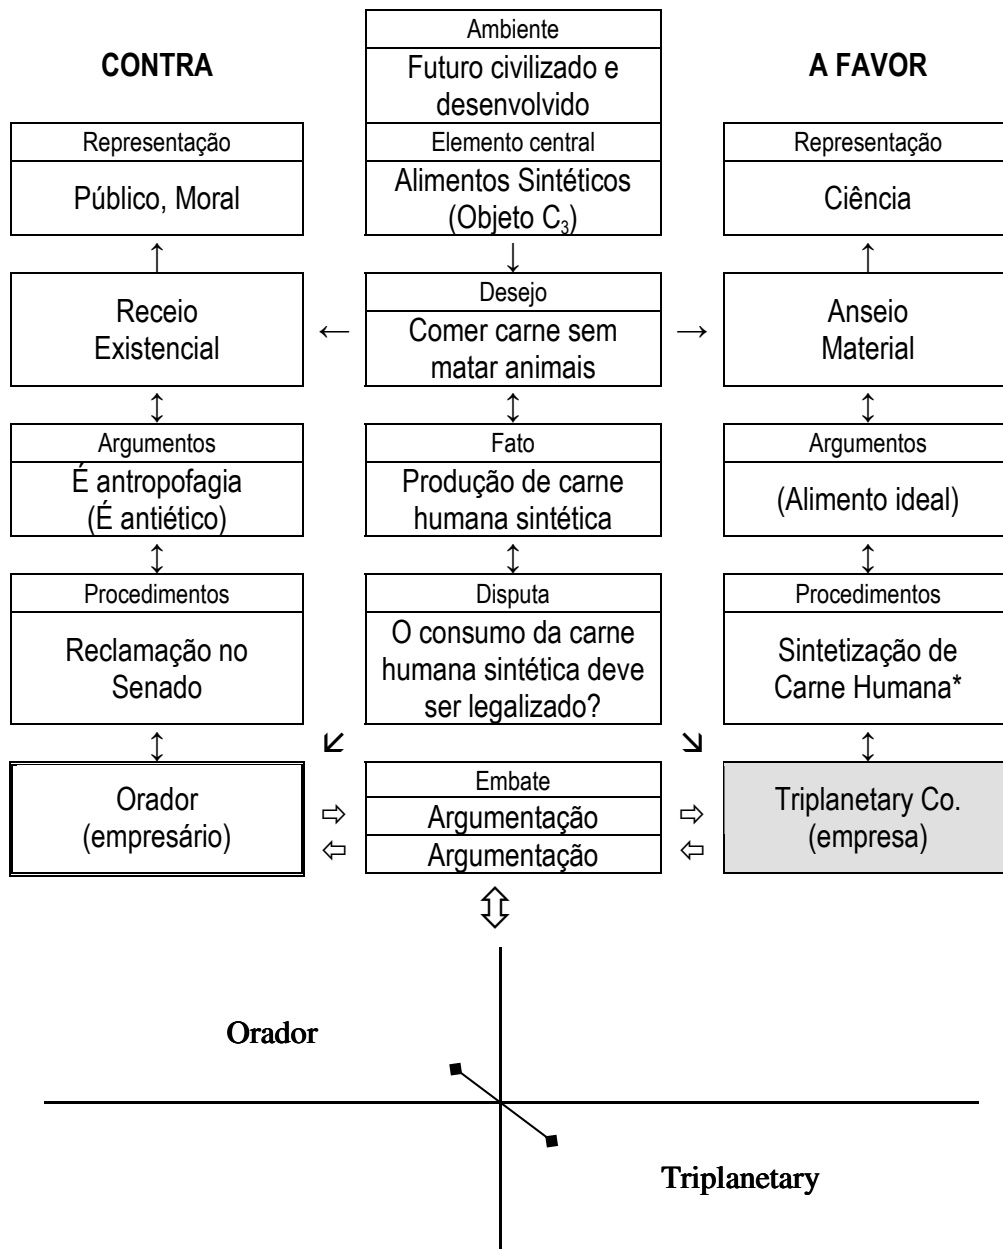 Ambiente
CONTRA
Futuro civilizado e
desenvolvido
A FAVOR
Representação
Público, Moral
Elemento central
Alimentos Sintéticos
(Objeto C₃)
Representação
Ciência
↑
↓
↑
Receio
Existencial
←
Desejo
Comer carne sem
matar animais
→
Anseio
Material
↕
↕
↕
Argumentos
É antropofagia
(É antiético)
Fato
Produção de carne
humana sintética
Argumentos
(Alimento ideal)
↕
↕
↕
Procedimentos
Reclamação no
Senado
Disputa
O consumo da carne
humana sintética deve
ser legalizado?
Procedimentos
Sintetização de
Carne Humana*
↕
↙
↘
↕
Orador
(empresário)
⇨
⇦
Embate
Argumentação
Argumentação
⇨
⇦
Triplanetary Co.
(empresa)
⇕
Orador
Triplanetary